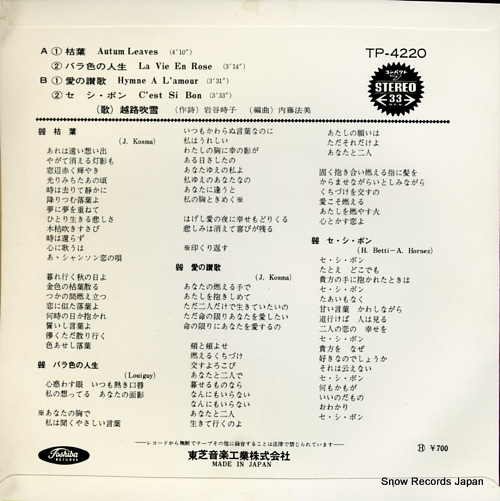 A ① 枯葉 Autum Leaves (4'10")
② バラ色の人生 La Vie En Rose (3'14")
B ① 愛の讃歌 Hymne A L'amour (3'31")
② セ・シ・ボン C'est Si Bon (3'33")
(歌) 越路吹雪 (作詩) 岩谷時子 (編曲) 内藤法美
TP-4220
コンパクト
STEREO
33
枯葉
(J. Kosma)
あれは遠い想い出
やがて消える灯影も
窓辺赤く輝やき
光りみちたあの頃
時は去りて静かに
降りつむ落葉よ
夢に夢を重ねて
ひとり生きる悲しさ
木枯吹きすさび
時は還らず
心に歌うは
あゝシャンソン恋の唄
暮れ行く秋の日よ
金色の枯葉散る
つかの間燃え立つ
恋に似た落葉よ
何時の日か抱かれ
誓いし言葉よ
儚くただ散り行く
色あせし落葉
バラ色の人生
(Louiguy)
心惑わす眼 いつも熱き口唇
私の想ってる あなたの面影
※あなたの胸で
私は聞くやさしい言葉
いつもかわらぬ言葉なのに
私はうれしい
わたしの胸に幸の影が
ある日さしたの
あなたゆえの私よ
私ゆえのあなたなの
あなたに逢うと
私の胸ときめく※
はげし愛の夜に幸せもどりくる
悲しみは消えて喜びが残る
※印くり返す
愛の讃歌
(J. Kosma)
あなたの燃える手で
あたしを抱きしめて
ただ二人だけで生きていたいの
ただ命の限りあなたを愛したい
命の限りにあなたを愛するの
頬と頬よせ
燃えるくちづけ
交すよろこび
あなたと二人で
暮せるものなら
なんにもいらない
なんにもいらない
あなたと二人
生きて行くのよ
あたしの願いは
ただそれだけよ
あなたと二人
固く抱き合い燃える指に髪を
からませながらいとしみながら
くちづけを交すの
愛こそ燃える
あたしを燃やす火
心とかす恋よ
セ・シ・ボン
(H. Betti-A. Hornez)
セ・シ・ボン
たとえ どこでも
貴方の手に抱かれたときは
セ・シ・ボン
たあいもなく
甘い言葉 かわしながら
道行けば 人は見る
二人の恋の 幸せを
セ・シ・ボン
貴方を なぜ
好きなのでしょうか
それは云えない
セ・シ・ボン
何もかもが
いいのだもの
おわかり
セ・シ・ボン
―レコードから無断でテープその他に録音することは法律で禁じられています―
Toshiba
RECORDS
東芝音楽工業株式会社
MADE IN JAPAN
Ⓗ ¥700
Snow Records Japan